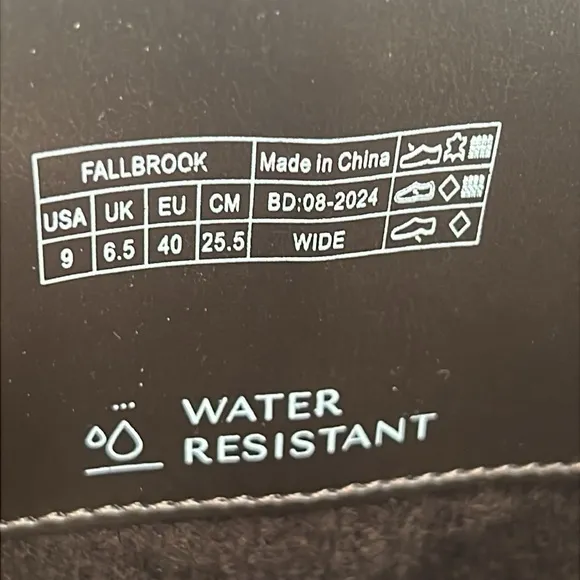 FALLBROOK Made in China
USA UK EU CM BD:08-2024
9 6.5 40 25.5 WIDE
WATER
RESISTANT